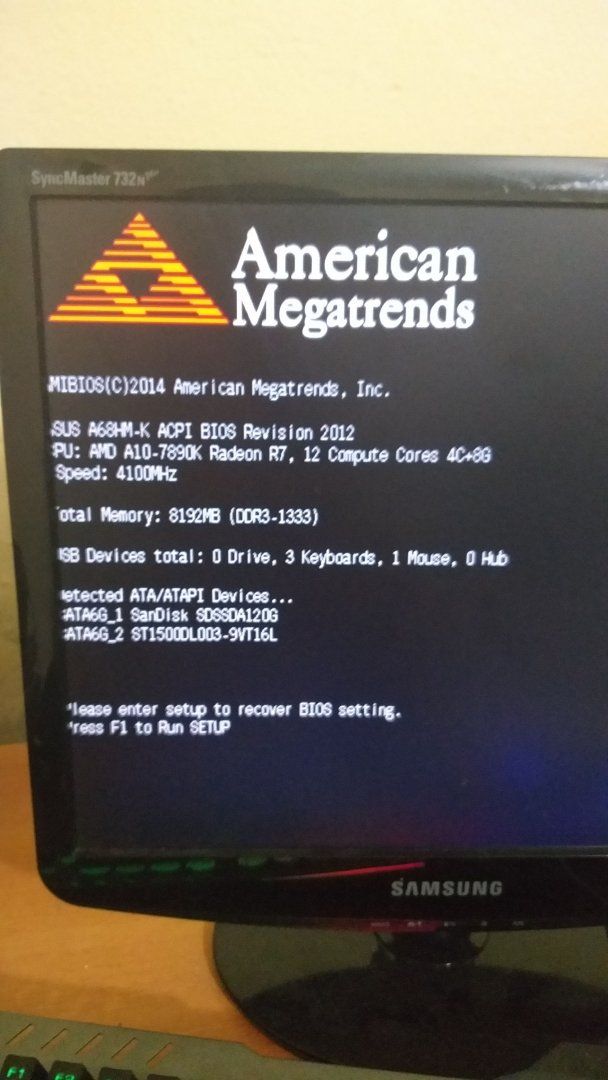 SyncMaster 732N
American
Megatrends
MIBIOS(C)2014 American Megatrends, Inc.
SUS A68HM-K ACPI BIOS Revision 2012
PU: AMD A10-7890K Radeon R7, 12 Compute Cores 4C+8G
Speed: 4100MHz
otal Memory: 8192MB (DDR3-1333)
SB Devices total: 0 Drive, 3 Keyboards, 1 Mouse, 0 Hub
etected ATA/ATAPI Devices...
ATA6G_1 SanDisk SDSSDA120G
ATA6G_2 ST1500DL003-9VT16L
lease enter setup to recover BIOS setting.
ress F1 to Run SETUP
SAMSUNG
F1 F2